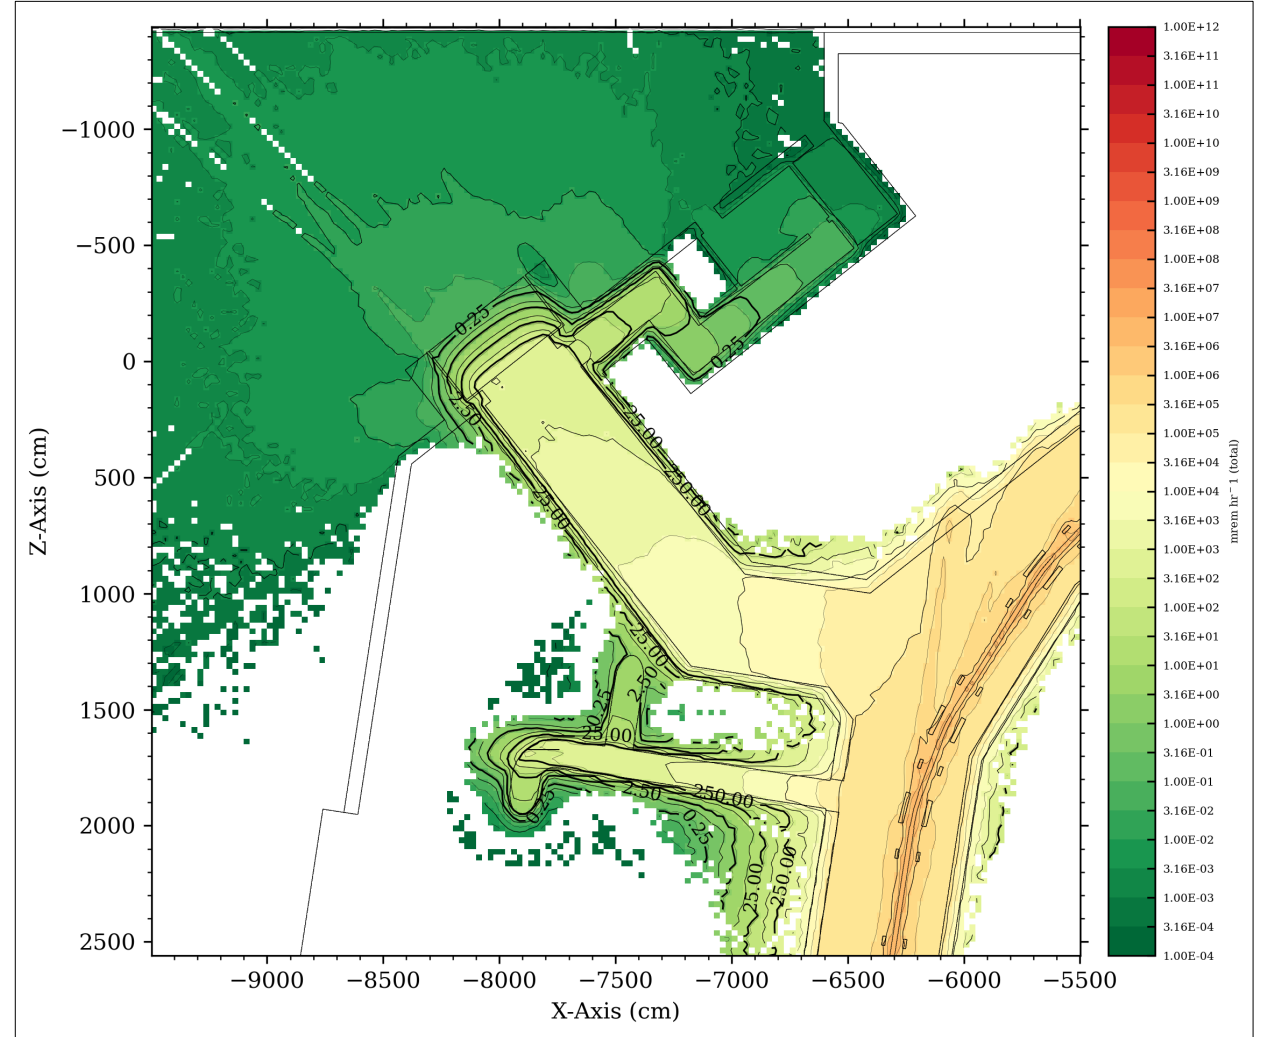 1.00E+12
3.16E+11
1.00E+11
3.16E+10
1.00E+10
3.16E+09
1.00E+09
3.16E+08
1.00E+08
3.16E+07
1.00E+07
3.16E+06
1.00E+06
3.16E+05
1.00E+05
3.16E+04
1.00E+04
3.16E+03
1.00E+03
3.16E+02
1.00E+02
3.16E+01
1.00E+01
3.16E+00
1.00E+00
3.16E-01
1.00E-01
3.16E-02
1.00E-02
3.16E-03
1.00E-03
3.16E-04
1.00E-04
mrem hr⁻¹ (total)
−1000
−500
0
500
1000
1500
2000
2500
Z-Axis (cm)
0.25
0.25
2.50
25.00
250.00
25.00
25.00
2.50
0.25
25.00
2.50
250.00
0.25
0.25
25.00
250.00
−9000 −8500 −8000 −7500 −7000 −6500 −6000 −5500
X-Axis (cm)